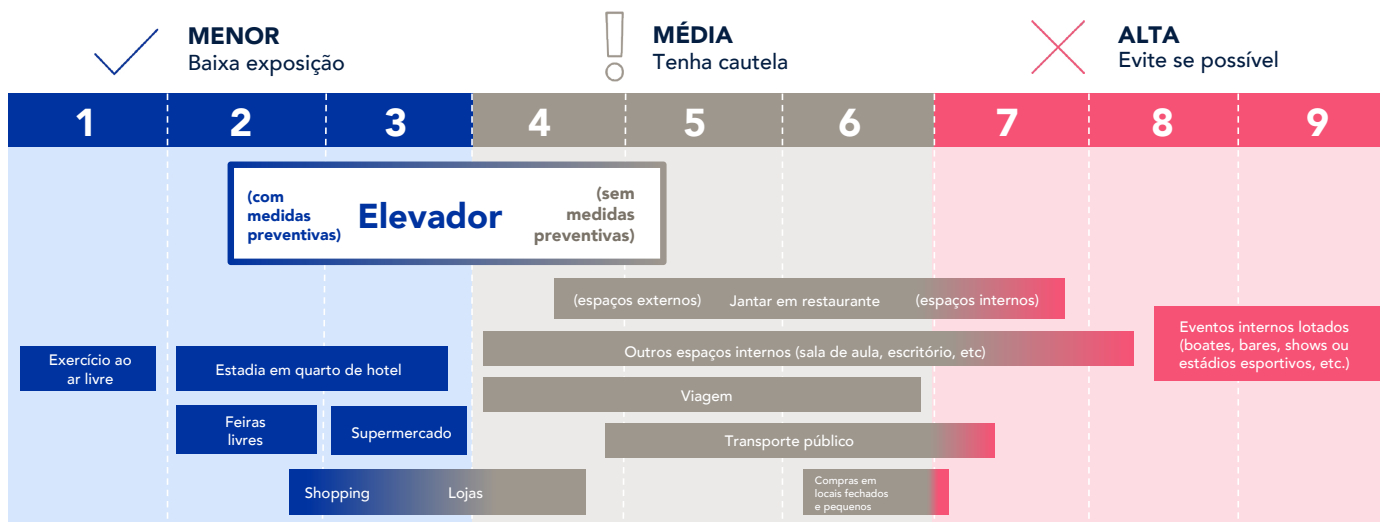 MENOR
Baixa exposição
MÉDIA
Tenha cautela
ALTA
Evite se possível
1 2 3 4 5 6 7 8 9
(com
medidas
preventivas)
Elevador
(sem
medidas
preventivas)
(espaços externos) Jantar em restaurante (espaços internos)
Eventos internos lotados
(boates, bares, shows ou
estádios esportivos, etc.)
Outros espaços internos (sala de aula, escritório, etc)
Exercício ao
ar livre
Estadia em quarto de hotel
Viagem
Feiras
livres
Supermercado
Transporte público
Shopping Lojas
Compras em
locais fechados
e pequenos